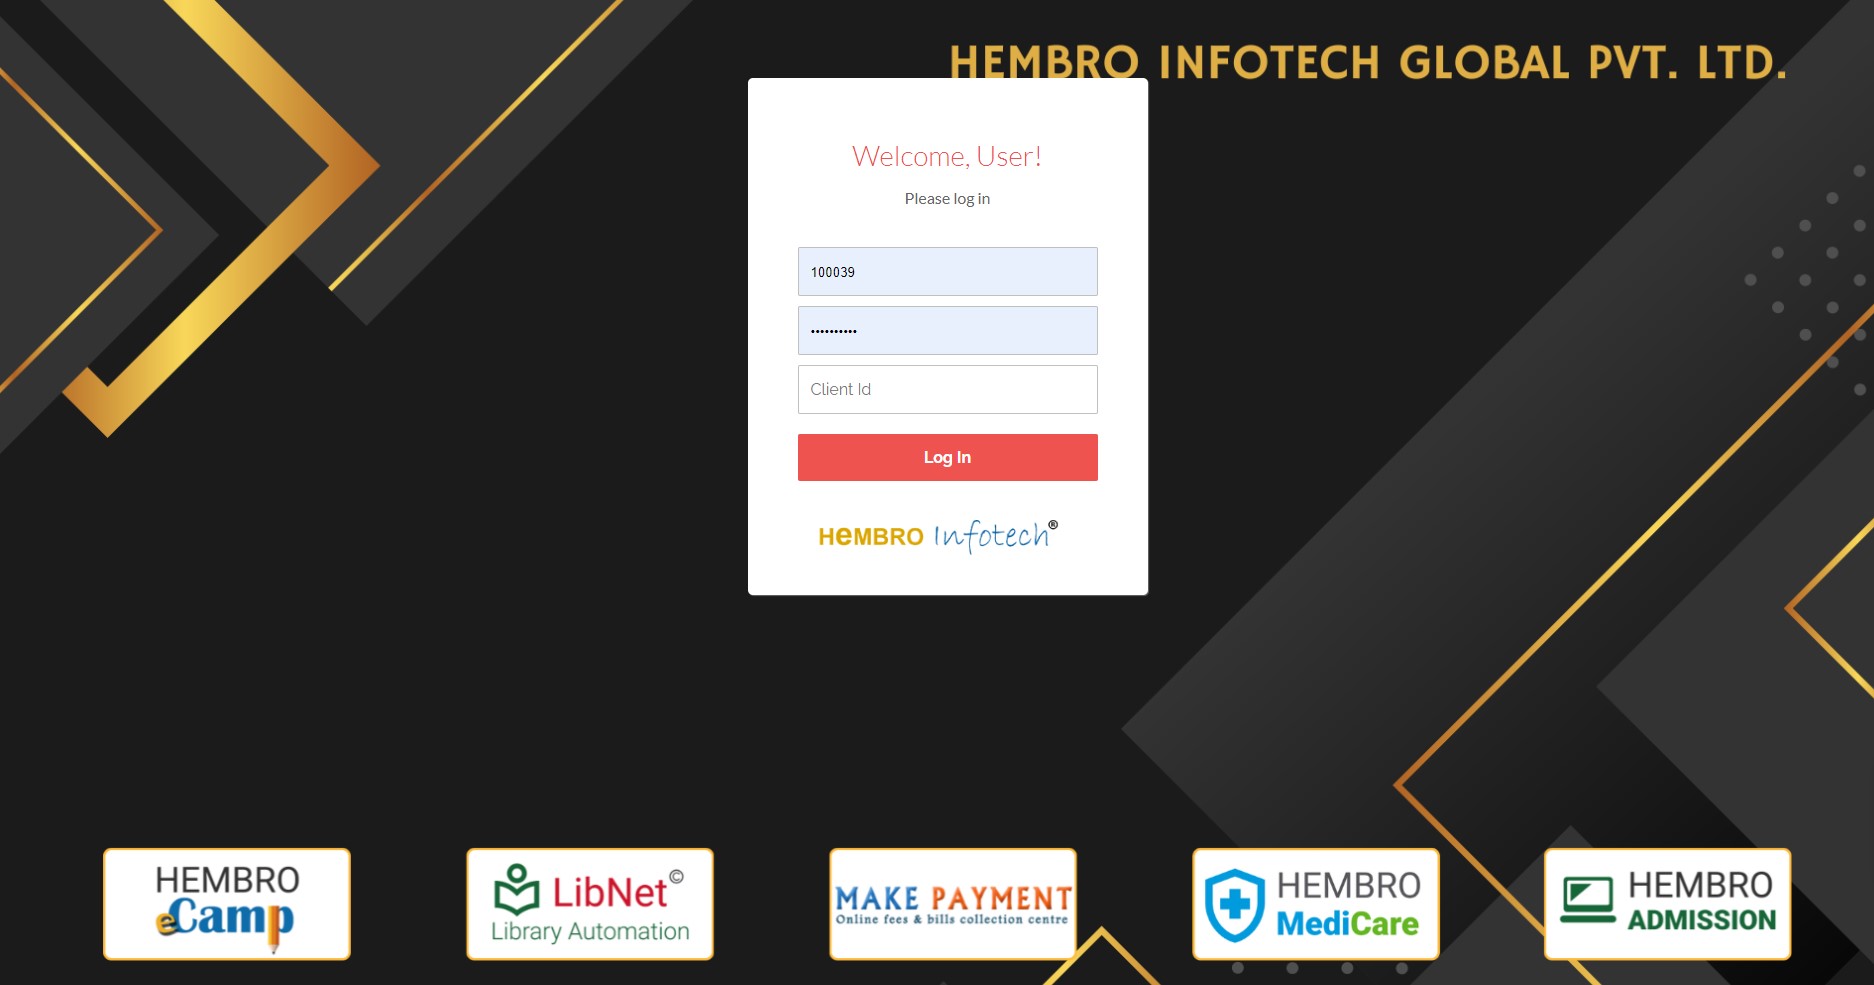 HEMBRO INFOTECH GLOBAL PVT. LTD.
Welcome, User!
Please log in
100039
••••••••••
Client Id
Log In
HeMBRO Infotech®
HEMBRO
eCamp
LibNet©
Library Automation
MAKE PAYMENT
Online fees & bills collection centre
HEMBRO
MediCare
HEMBRO
ADMISSION